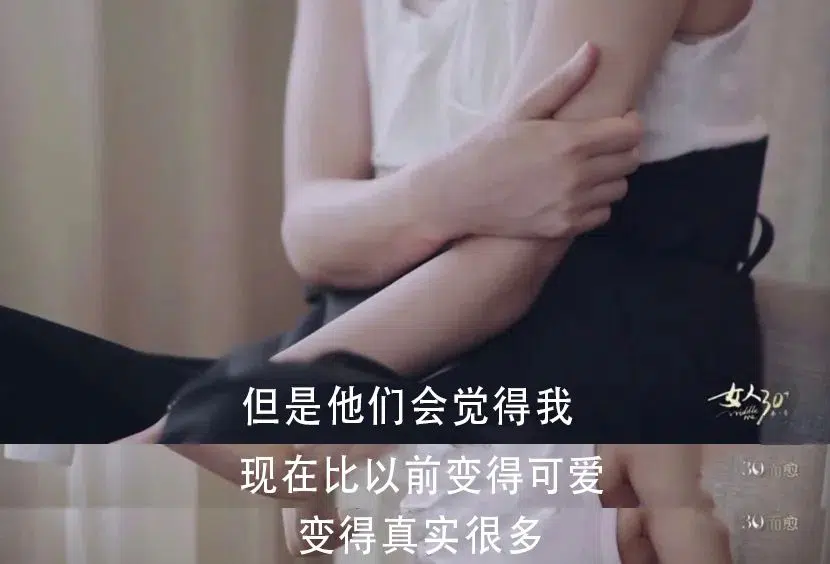 但是他们会觉得我
女人30+
30而愈
现在比以前变得可爱
30而愈
变得真实很多